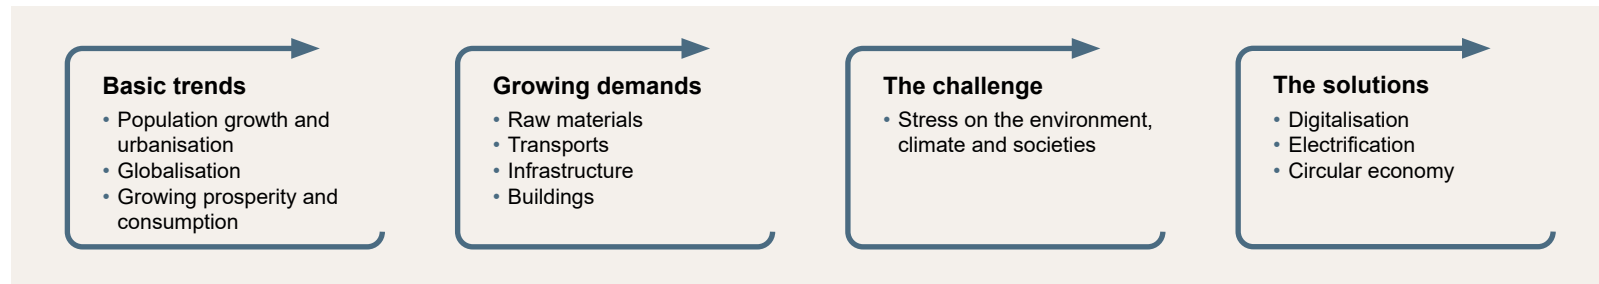 Basic trends
• Population growth and
urbanisation
• Globalisation
• Growing prosperity and
consumption
Growing demands
• Raw materials
• Transports
• Infrastructure
• Buildings
The challenge
• Stress on the environment,
climate and societies
The solutions
• Digitalisation
• Electrification
• Circular economy